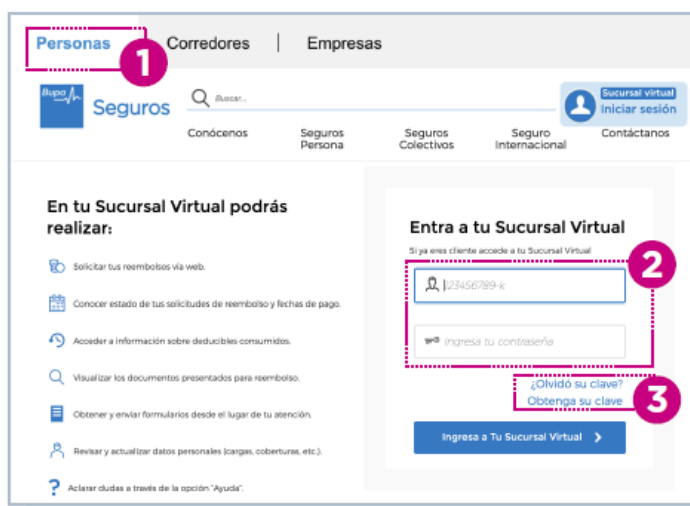 Personas
1
Corredores
Empresas
Bupa
Seguros
Buscar...
Sucursal virtual
Iniciar sesión
Conócenos
Seguros
Persona
Seguros
Colectivos
Seguro
Internacional
Contáctanos
En tu Sucursal Virtual podrás
realizar:
Solicitar tus reembolsos vía web.
Conocer estado de tus solicitudes de reembolso y fechas de pago.
Acceder a información sobre deducibles consumidos.
Visualizar los documentos presentados para reembolso.
Obtener y enviar formularios desde el lugar de tu atención.
Revisar y actualizar datos personales (cargas, coberturas, etc.).
Aclarar dudas a través de la opción "Ayuda".
Entra a tu Sucursal Virtual
Si ya eres cliente accede a tu Sucursal Virtual
2
123456789-k
Ingresa tu contraseña
¿Olvidó su clave?
Obtenga su clave
3
Ingresa a Tu Sucursal Virtual